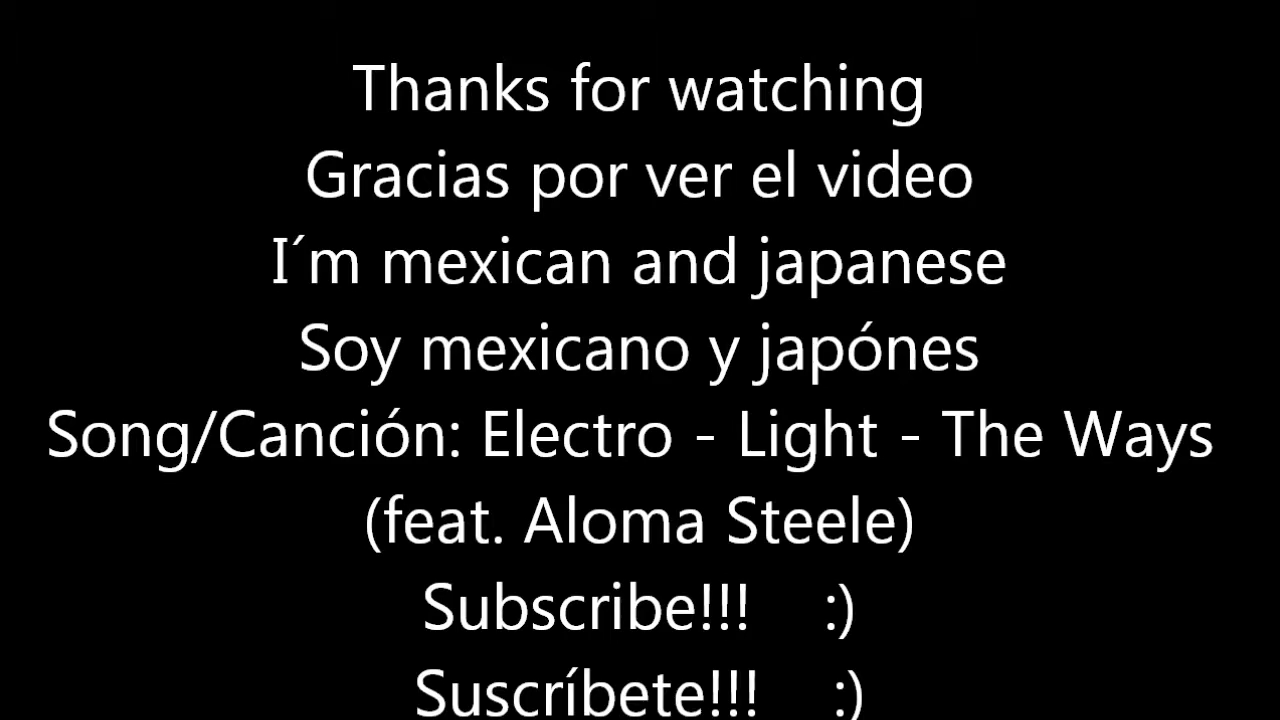 Thanks for watching
Gracias por ver el video
I´m mexican and japanese
Soy mexicano y japónes
Song/Canción: Electro - Light - The Ways
(feat. Aloma Steele)
Subscribe!!! :)
Suscríbete!!! :)